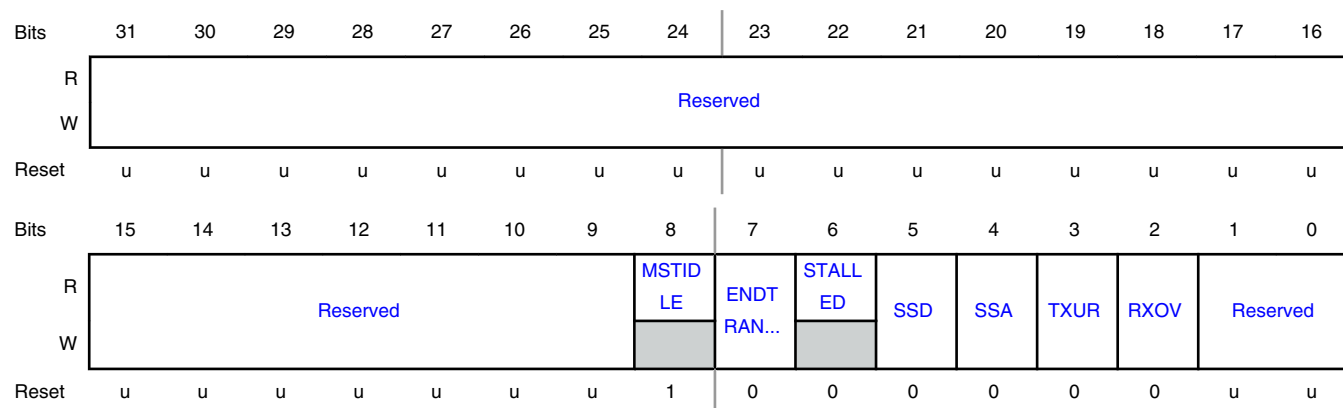 Bits 31 30 29 28 27 26 25 24 23 22 21 20 19 18 17 16
R
Reserved
W
Reset u u u u u u u u u u u u u u u u
Bits 15 14 13 12 11 10 9 8 7 6 5 4 3 2 1 0
R
W
Reserved
MSTID
LE
ENDT
RAN...
STALL
ED
SSD
SSA
TXUR
RXOV
Reserved
Reset u u u u u u u 1 0 0 0 0 0 0 u u